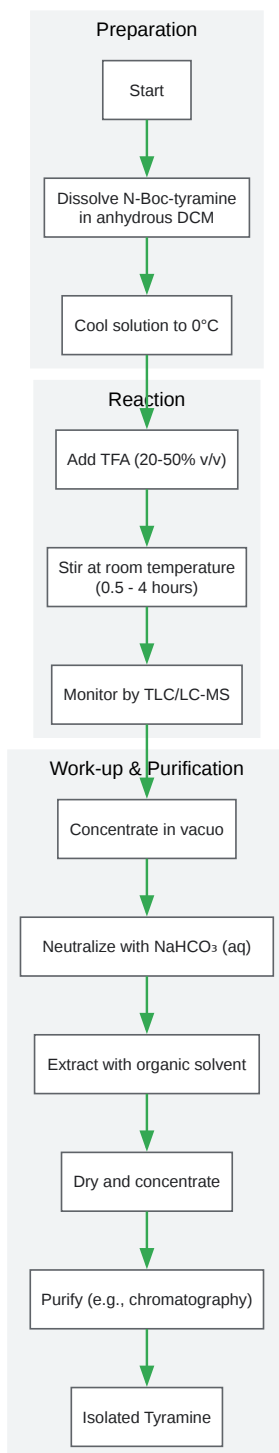 Preparation
Start
Dissolve N-Boc-tyramine
in anhydrous DCM
Cool solution to 0°C
Reaction
Add TFA (20-50% v/v)
Stir at room temperature
(0.5 - 4 hours)
Monitor by TLC/LC-MS
Work-up & Purification
Concentrate in vacuo
Neutralize with NaHCO₃ (aq)
Extract with organic solvent
Dry and concentrate
Purify (e.g., chromatography)
Isolated Tyramine